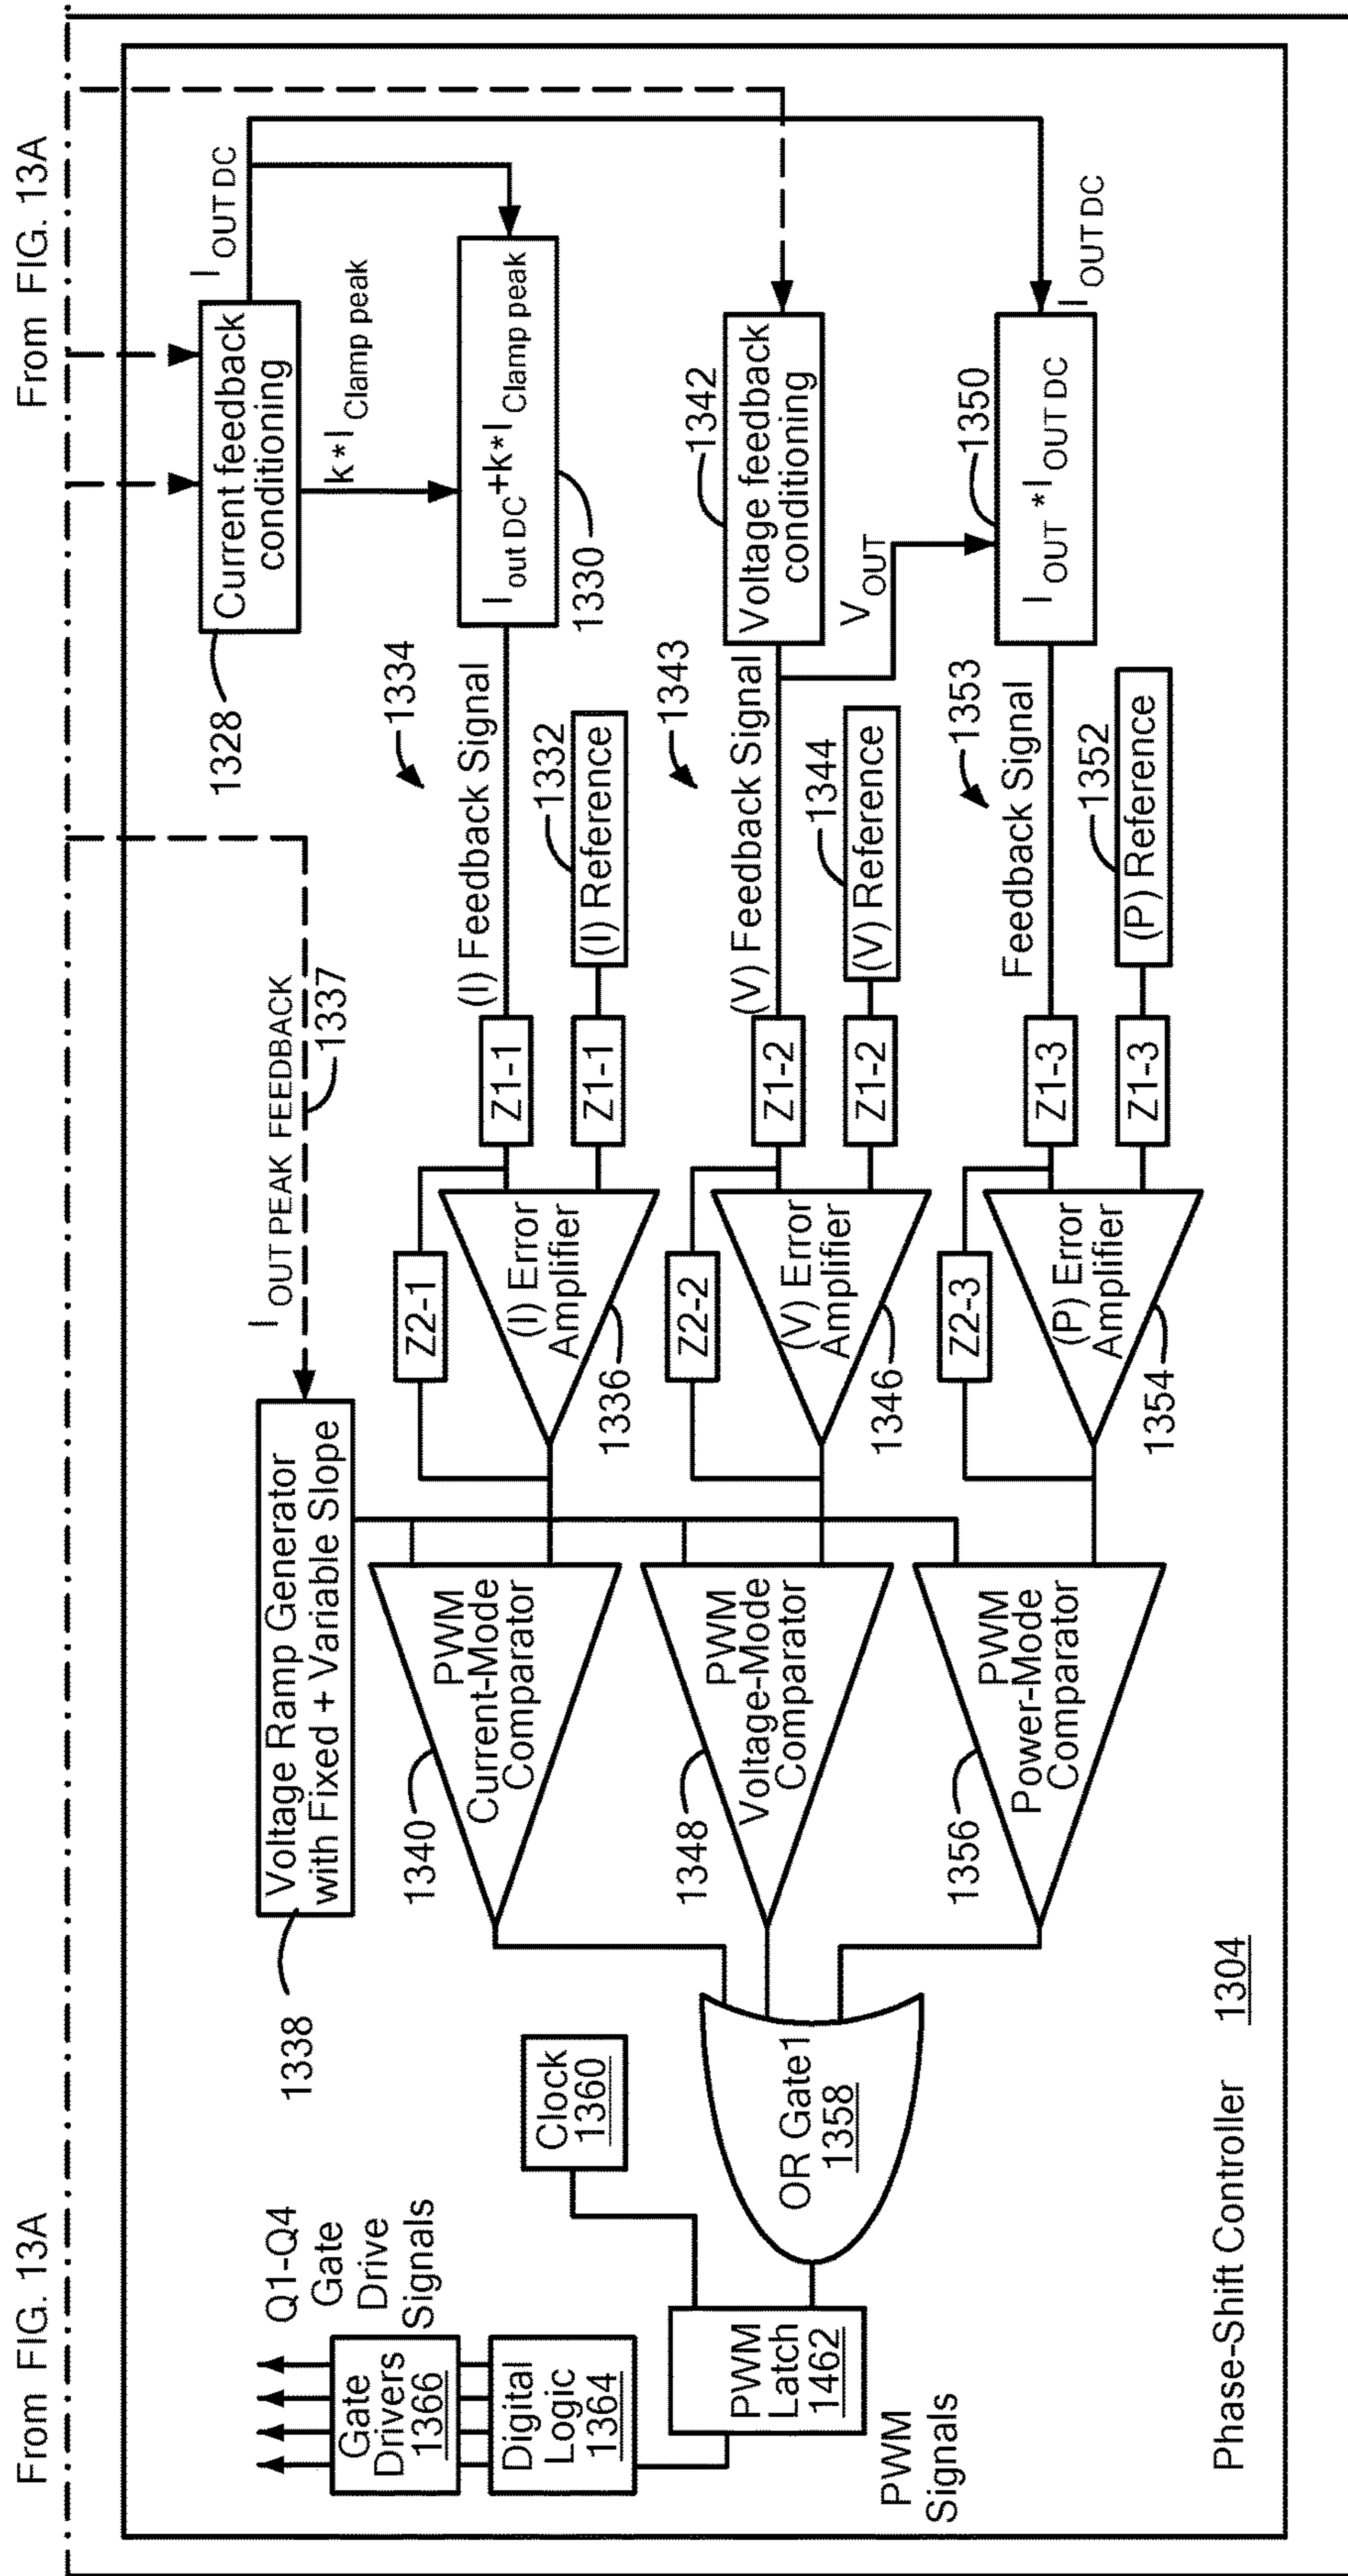 From FIG. 13A
From FIG. 13A
Q1-Q4
Gate
Drive
Signals
Gate
Drivers
1366
Digital
Logic
1364
PWM
Latch
1462
PWM
Signals
Clock
1360
OR Gate1
1358
1338
Voltage Ramp Generator
with Fixed + Variable Slope
I OUT PEAK FEEDBACK
1337
1328
Current feedback
conditioning
I OUT DC
k*I Clamp peak
I out DC +k*I Clamp peak
1330
1334
(I) Feedback Signal
1332
(I) Reference
Z1-1
Z1-1
Z2-1
(I) Error
Amplifier
1336
PWM
Current-Mode
Comparator
1340
1342
Voltage feedback
conditioning
1343
(V) Feedback Signal
V OUT
1344
(V) Reference
Z1-2
Z1-2
Z2-2
(V) Error
Amplifier
1346
PWM
Voltage-Mode
Comparator
1348
1350
I OUT *I OUT DC
I OUT DC
1353
Feedback Signal
1352
(P) Reference
Z1-3
Z1-3
Z2-3
(P) Error
Amplifier
1354
PWM
Power-Mode
Comparator
1356
Phase-Shift Controller 1304